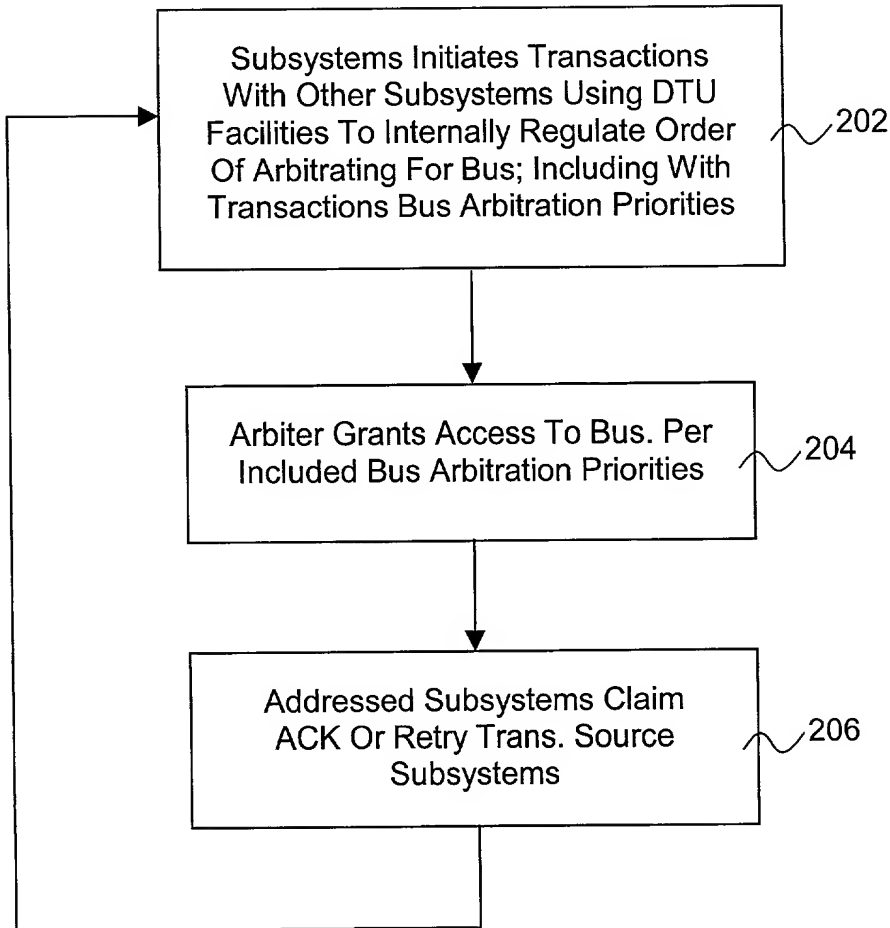 Subsystems Initiates Transactions
With Other Subsystems Using DTU
Facilities To Internally Regulate Order
Of Arbitrating For Bus; Including With
Transactions Bus Arbitration Priorities
202
Arbiter Grants Access To Bus. Per
Included Bus Arbitration Priorities
204
Addressed Subsystems Claim
ACK Or Retry Trans. Source
Subsystems
206